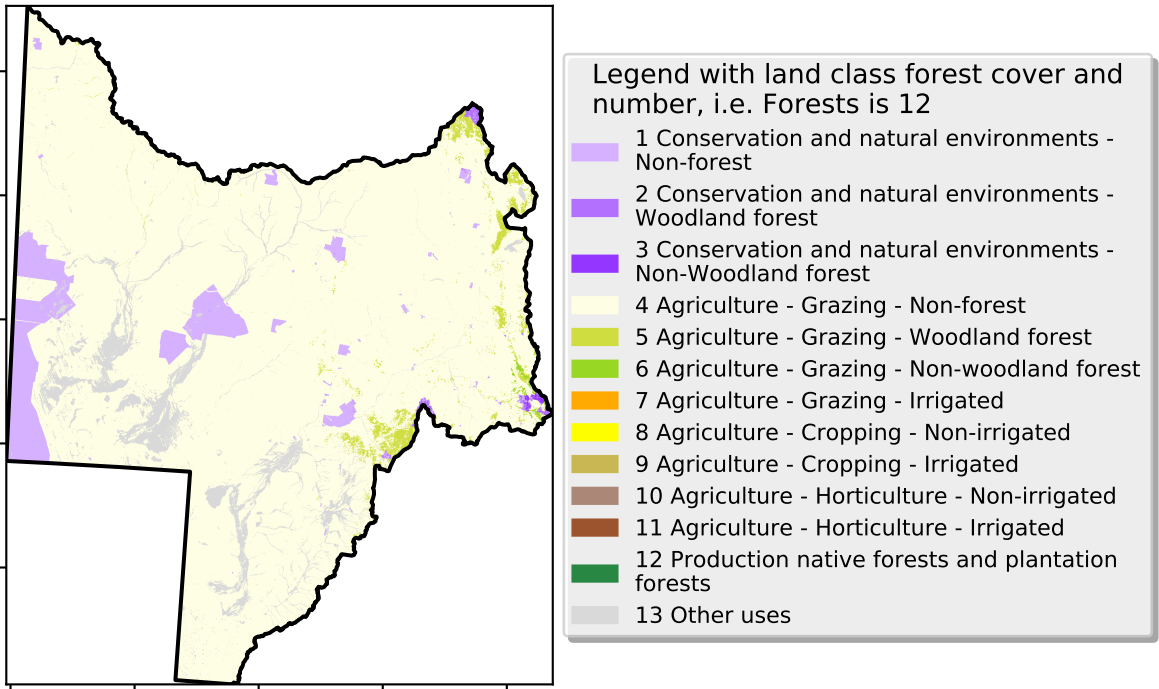 Legend with land class forest cover and
number, i.e. Forests is 12
1 Conservation and natural environments -
Non-forest
2 Conservation and natural environments -
Woodland forest
3 Conservation and natural environments -
Non-Woodland forest
4 Agriculture - Grazing - Non-forest
5 Agriculture - Grazing - Woodland forest
6 Agriculture - Grazing - Non-woodland forest
7 Agriculture - Grazing - Irrigated
8 Agriculture - Cropping - Non-irrigated
9 Agriculture - Cropping - Irrigated
10 Agriculture - Horticulture - Non-irrigated
11 Agriculture - Horticulture - Irrigated
12 Production native forests and plantation
forests
13 Other uses